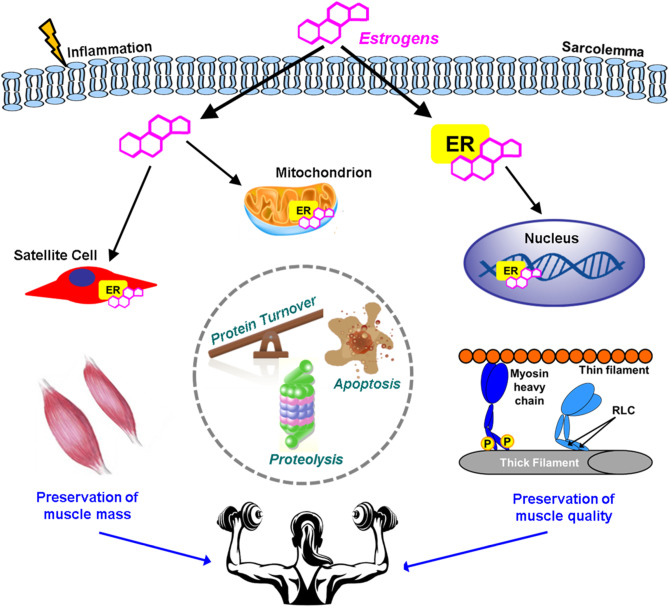 Inflammation
Estrogens
Sarcolemma
ER
Mitochondrion
ER
Satellite Cell
ER
Nucleus
ER
Protein Turnover
Apoptosis
Proteolysis
Thin filament
Myosin
heavy
chain
RLC
P
P
Thick Filament
Preservation of
muscle mass
Preservation of
muscle quality